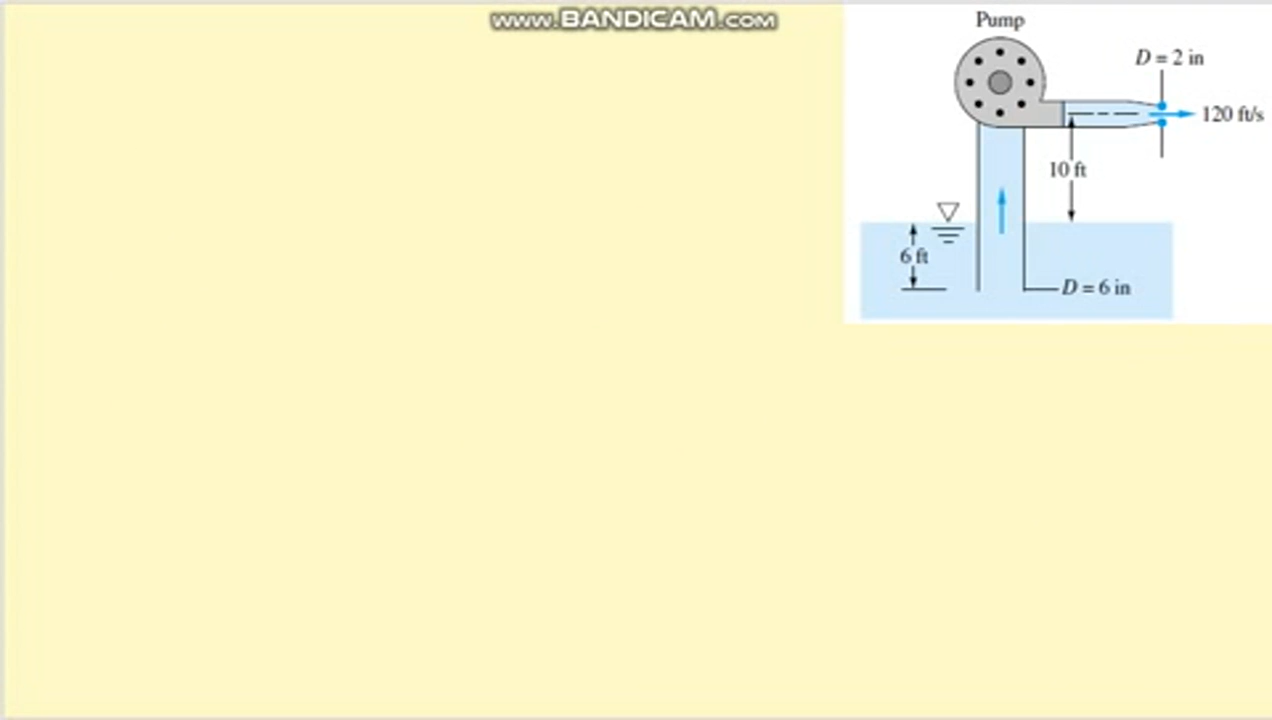 www.BANDICAM.com
Pump
D = 2 in
120 ft/s
10 ft
6 ft
D = 6 in